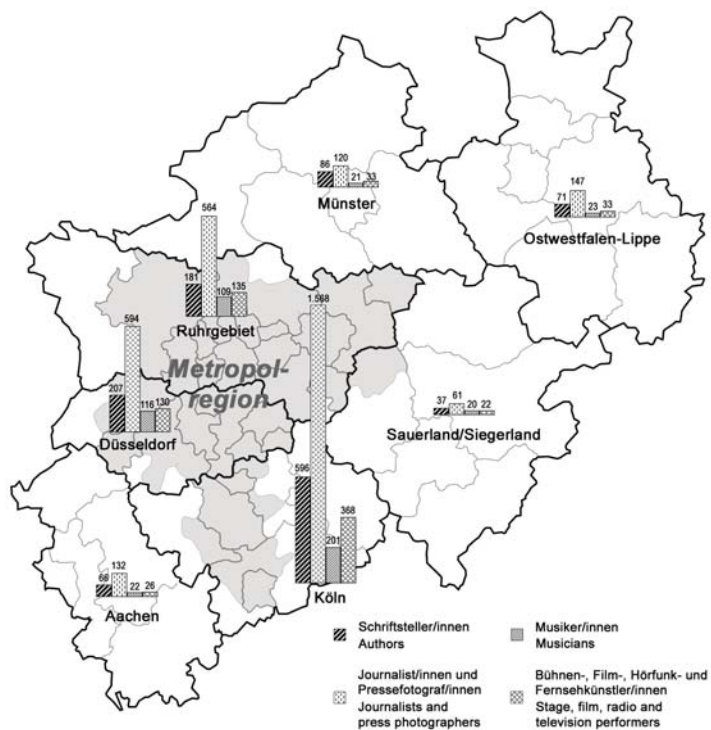 86
120
21
33
Münster
71
147
23
33
Ostwestfalen-Lippe
181
564
109
135
Ruhrgebiet
Metropol-
region
207
594
116
130
Düsseldorf
596
1.568
201
368
Köln
37
61
20
22
Sauerland/Siegerland
66
132
22
26
Aachen
Schriftsteller/innen
Authors
Musiker/innen
Musicians
Journalist/innen und
Pressefotograf/innen
Journalists and
press photographers
Bühnen-, Film-, Hörfunk- und
Fernsehkünstler/innen
Stage, film, radio and
television performers